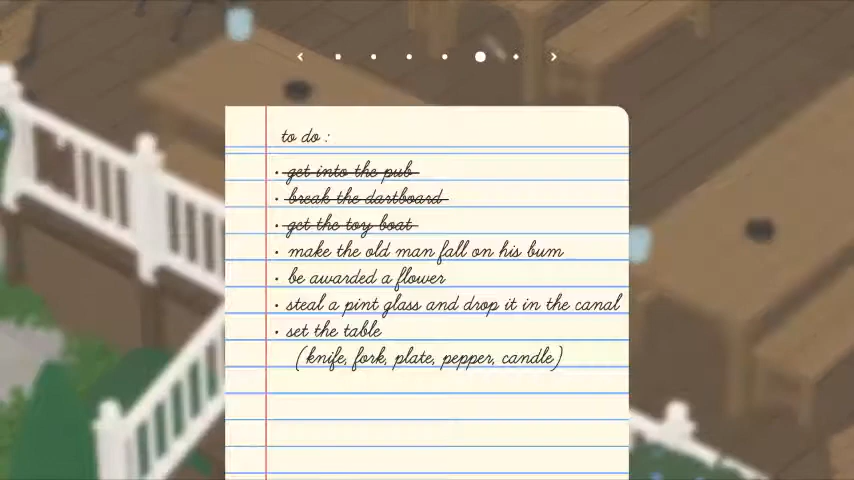 to do :
• get into the pub
• break the dartboard
• get the toy boat
• make the old man fall on his bum
• be awarded a flower
• steal a pint glass and drop it in the canal
• set the table
(knife, fork, plate, pepper, candle)